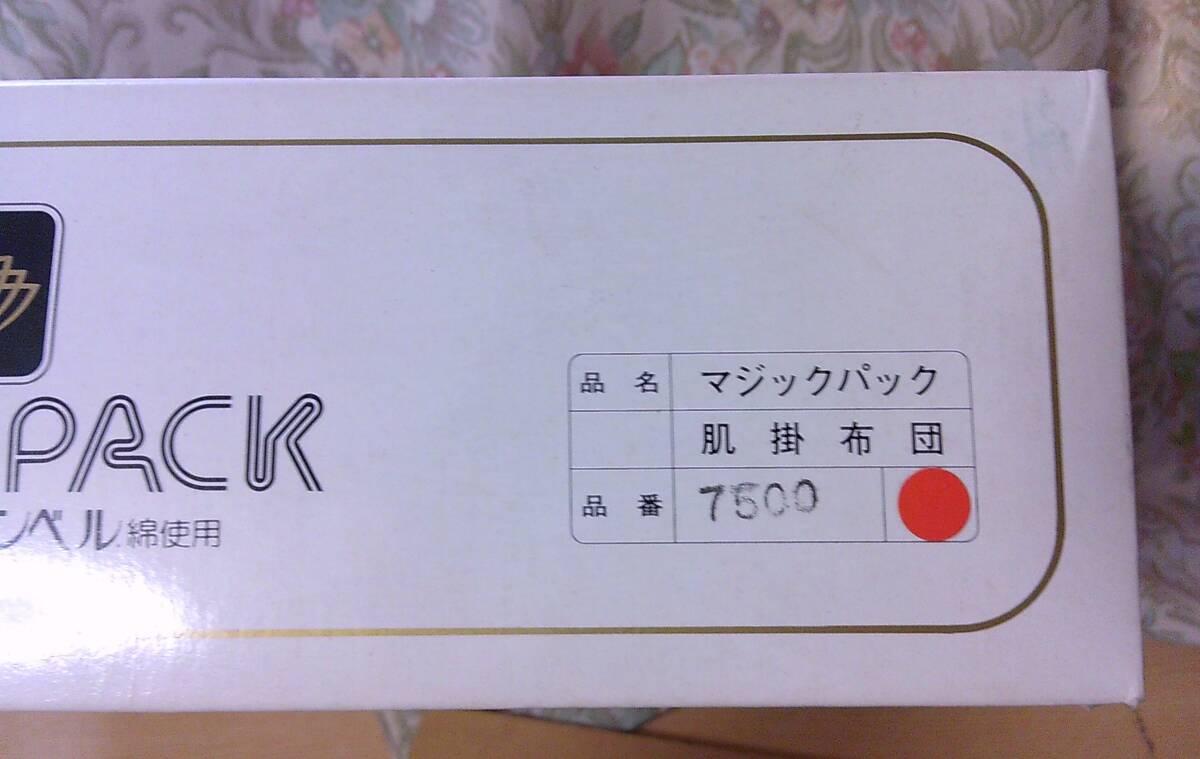 PACK
ンベル綿使用
品名 マジックパック
肌掛布団
品番 7500